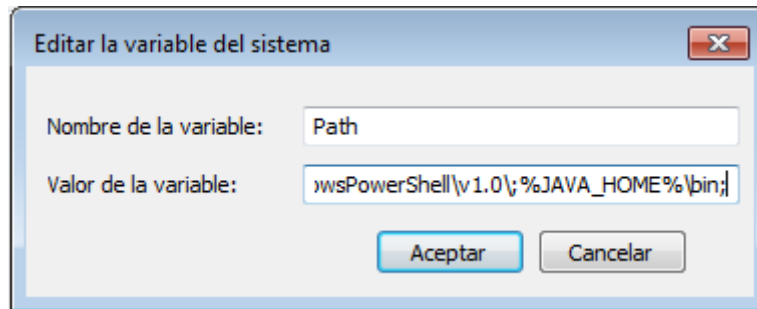 Editar la variable del sistema
Nombre de la variable: Path
Valor de la variable: wsPowerShell\v1.0\;%JAVA_HOME%\bin;
Aceptar Cancelar